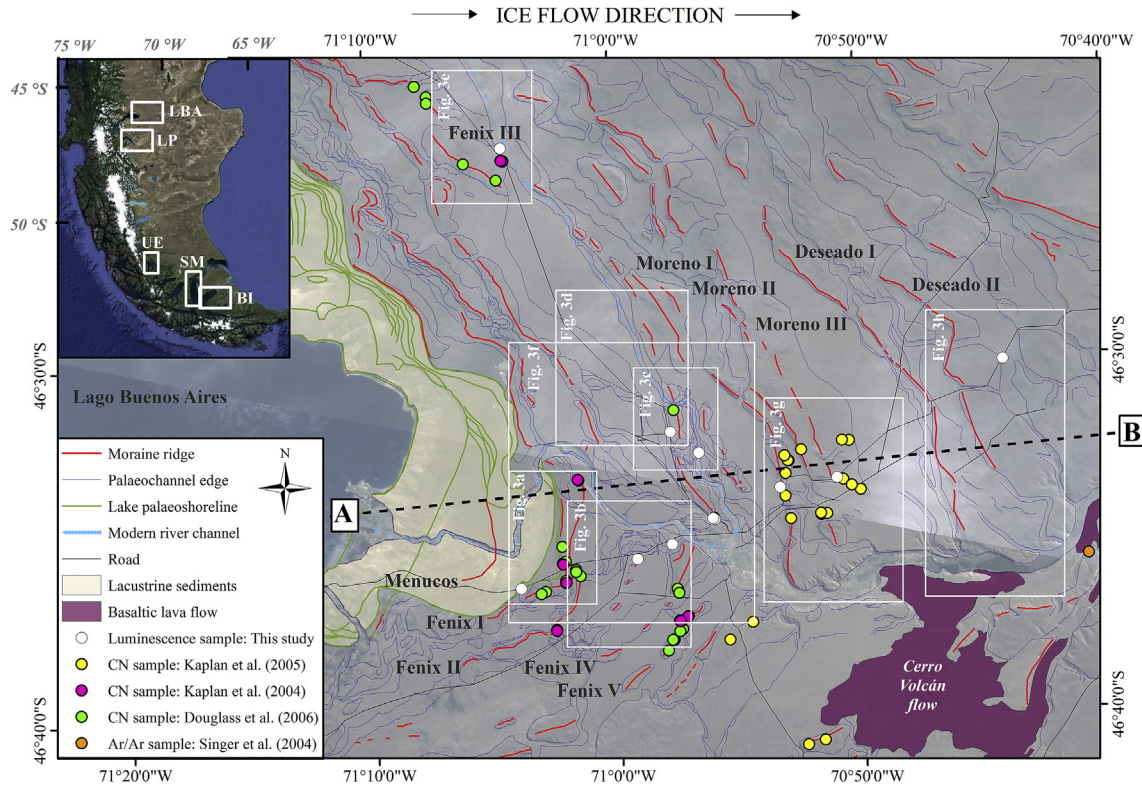 ICE FLOW DIRECTION
75 °W
70 °W
65 °W
71°10'0"W
71°00'0"W
70°50'0"W
70°40'0"W
45 °S
50 °S
LBA
LP
UE
SM
BI
Fig. 3e
Fenix III
Deseado I
Moreno I
Deseado II
Moreno II
Moreno III
Fig. 3d
Fig. 3h
Fig. 3f
Fig. 3c
Fig. 3g
46°30'0"S
46°30'0"S
Lago Buenos Aires
A
B
Fig. 3a
Fig. 3b
Menucos
Fenix I
Fenix II
Fenix IV
Fenix V
Cerro
Volcán
flow
Moraine ridge
N
Palaeochannel edge
Lake palaeoshoreline
Modern river channel
Road
Lacustrine sediments
Basaltic lava flow
Luminescence sample: This study
CN sample: Kaplan et al. (2005)
CN sample: Kaplan et al. (2004)
CN sample: Douglass et al. (2006)
Ar/Ar sample: Singer et al. (2004)
46°40'0"S
46°40'0"S
71°20'0"W
71°10'0"W
71°00'0"W
70°50'0"W